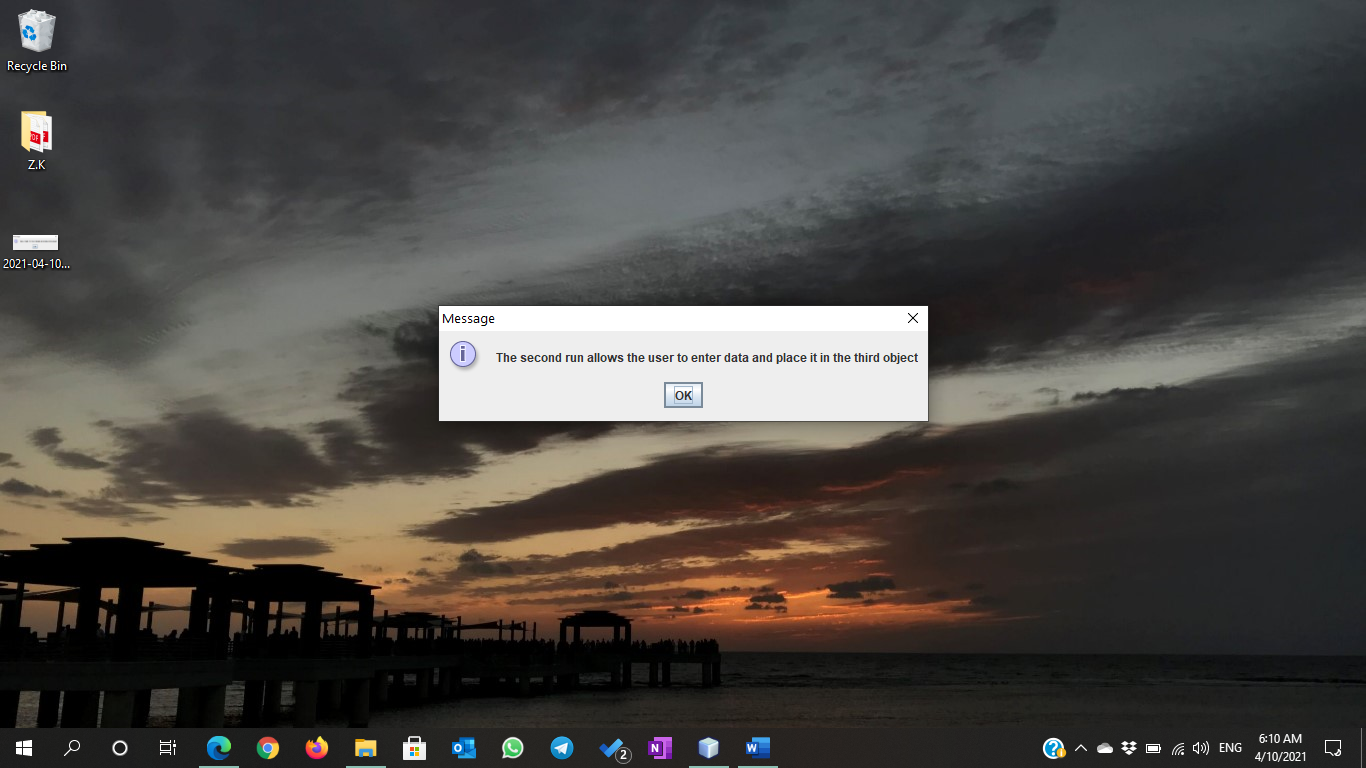 Recycle Bin
Z.K
2021-04-10...
Message
The second run allows the user to enter data and place it in the third object
OK
2
ENG
6:10 AM
4/10/2021